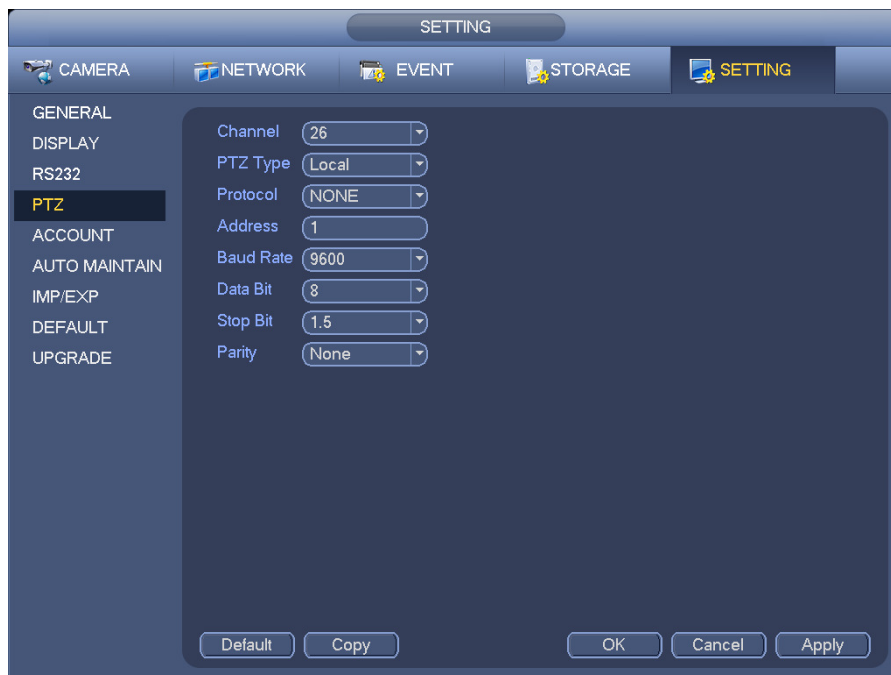 SETTING
CAMERA NETWORK EVENT STORAGE SETTING
GENERAL
DISPLAY
RS232
PTZ
ACCOUNT
AUTO MAINTAIN
IMP/EXP
DEFAULT
UPGRADE
Channel 26
PTZ Type Local
Protocol NONE
Address 1
Baud Rate 9600
Data Bit 8
Stop Bit 1.5
Parity None
Default Copy OK Cancel Apply